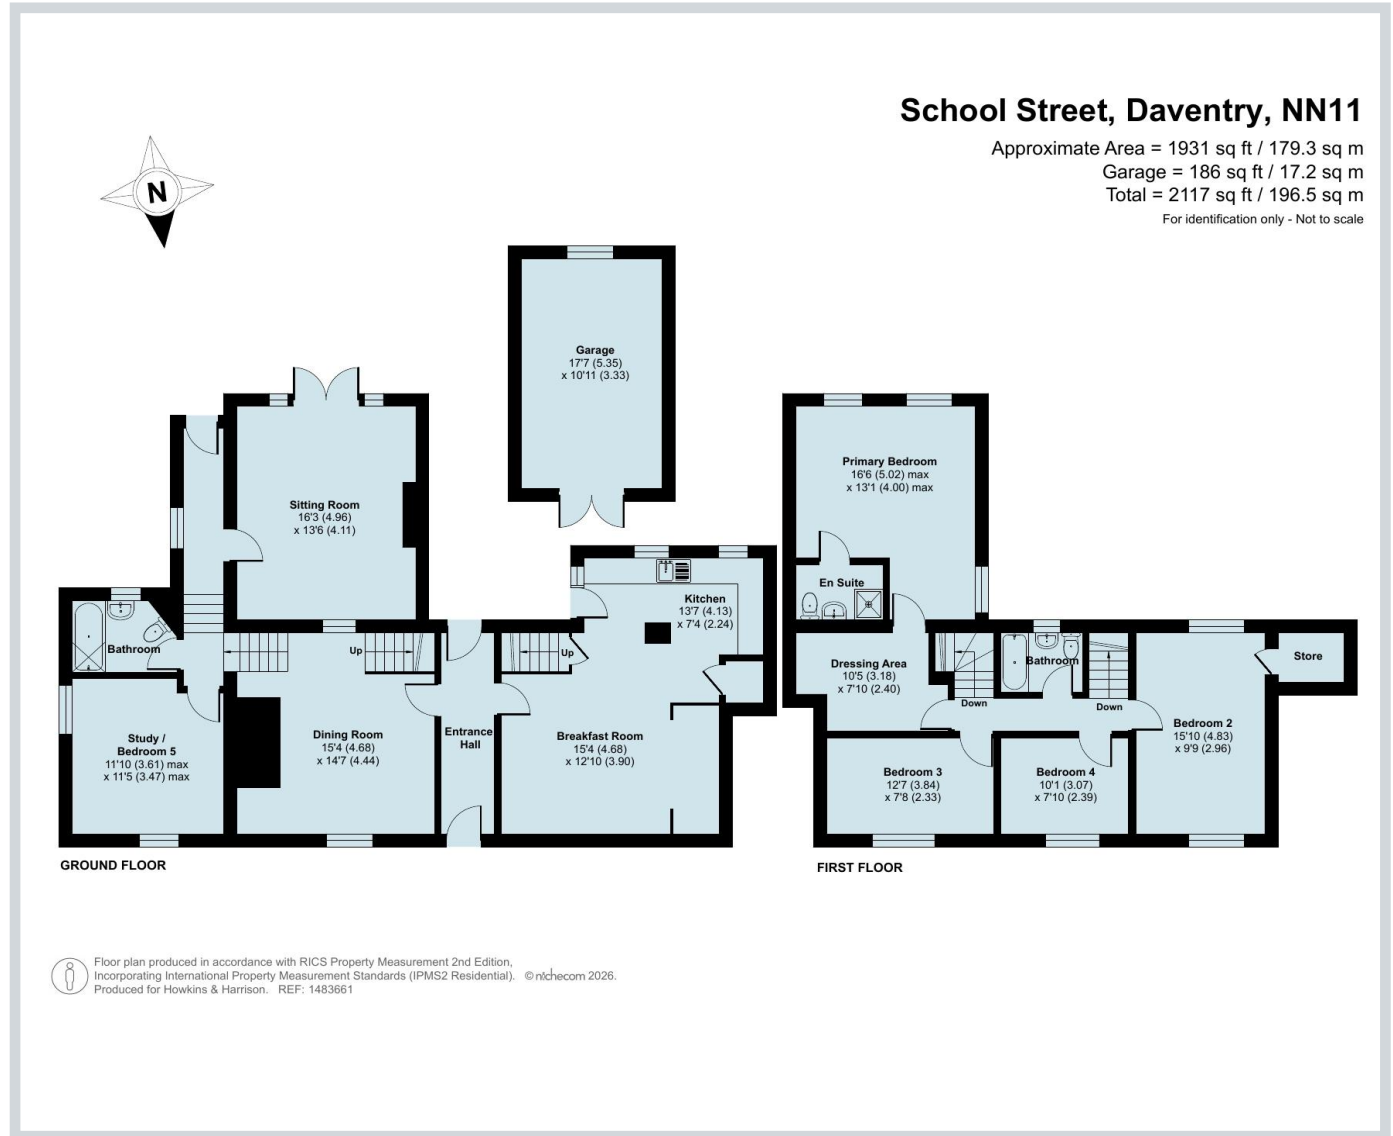 School Street, Daventry, NN11
Approximate Area = 1931 sq ft / 179.3 sq m
Garage = 186 sq ft / 17.2 sq m
Total = 2117 sq ft / 196.5 sq m
For identification only - Not to scale
N
Garage
17'7 (5.35)
x 10'11 (3.33)
Sitting Room
16'3 (4.96)
x 13'6 (4.11)
Kitchen
13'7 (4.13)
x 7'4 (2.24)
Bathroom
Up
Up
Study /
Bedroom 5
11'10 (3.61) max
x 11'5 (3.47) max
Dining Room
15'4 (4.68)
x 14'7 (4.44)
Entrance
Hall
Breakfast Room
15'4 (4.68)
x 12'10 (3.90)
GROUND FLOOR
Primary Bedroom
16'6 (5.02) max
x 13'1 (4.00) max
En Suite
Dressing Area
10'5 (3.18)
x 7'10 (2.40)
Bathroom
Store
Down
Down
Bedroom 2
15'10 (4.83)
x 9'9 (2.96)
Bedroom 3
12'7 (3.84)
x 7'8 (2.33)
Bedroom 4
10'1 (3.07)
x 7'10 (2.39)
FIRST FLOOR
Floor plan produced in accordance with RICS Property Measurement 2nd Edition,
Incorporating International Property Measurement Standards (IPMS2 Residential). © nichecom 2026.
Produced for Howkins & Harrison. REF: 1483661